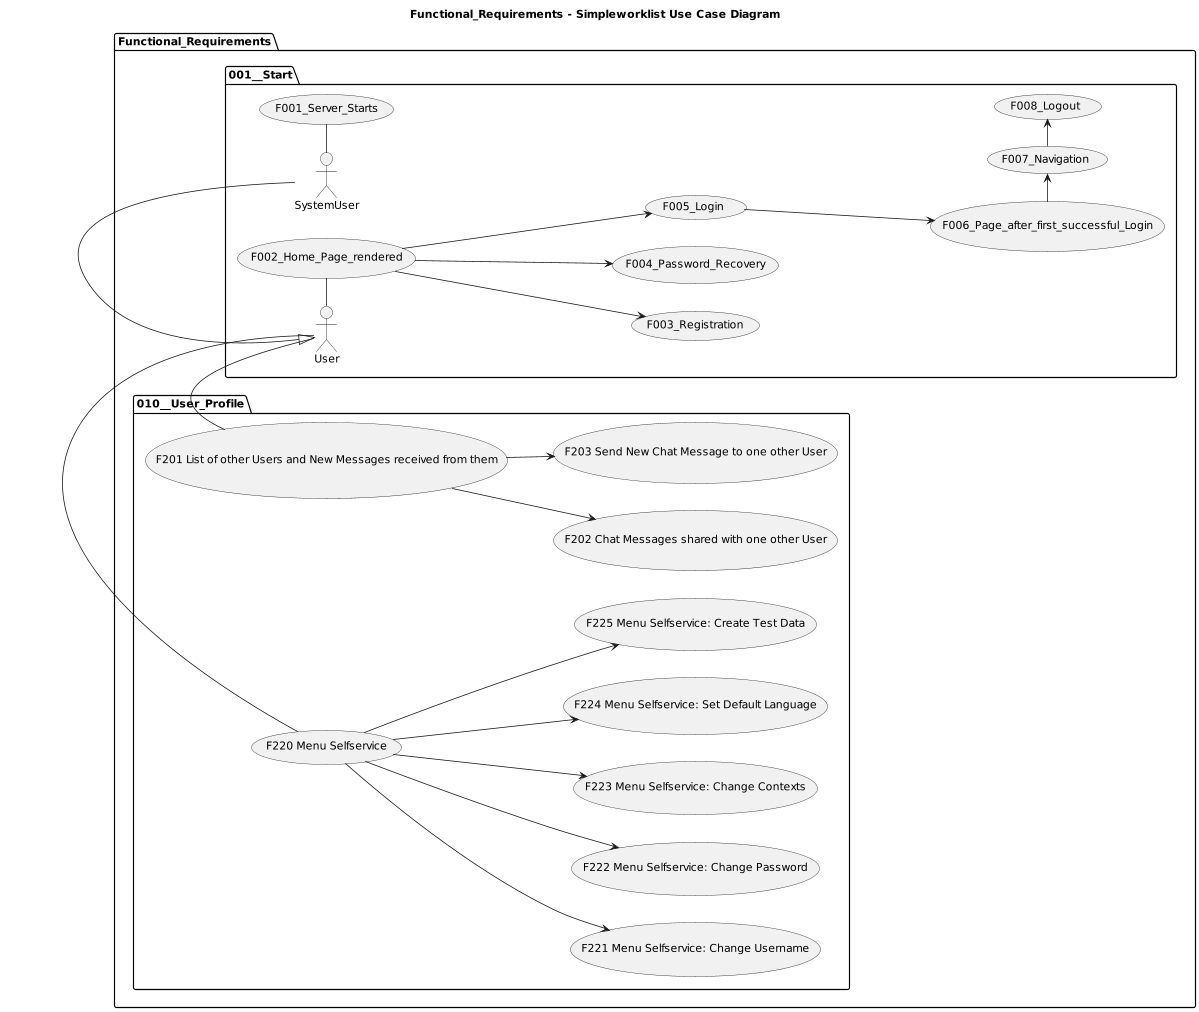 Functional_Requirements - Simpleworklist Use Case Diagram
Functional_Requirements
001__Start
F001_Server_Starts
SystemUser
F002_Home_Page_rendered
User
F005_Login
F004_Password_Recovery
F003_Registration
F008_Logout
F007_Navigation
F006_Page_after_first_successful_Login
010__User_Profile
F201 List of other Users and New Messages received from them
F203 Send New Chat Message to one other User
F202 Chat Messages shared with one other User
F220 Menu Selfservice
F225 Menu Selfservice: Create Test Data
F224 Menu Selfservice: Set Default Language
F223 Menu Selfservice: Change Contexts
F222 Menu Selfservice: Change Password
F221 Menu Selfservice: Change Username